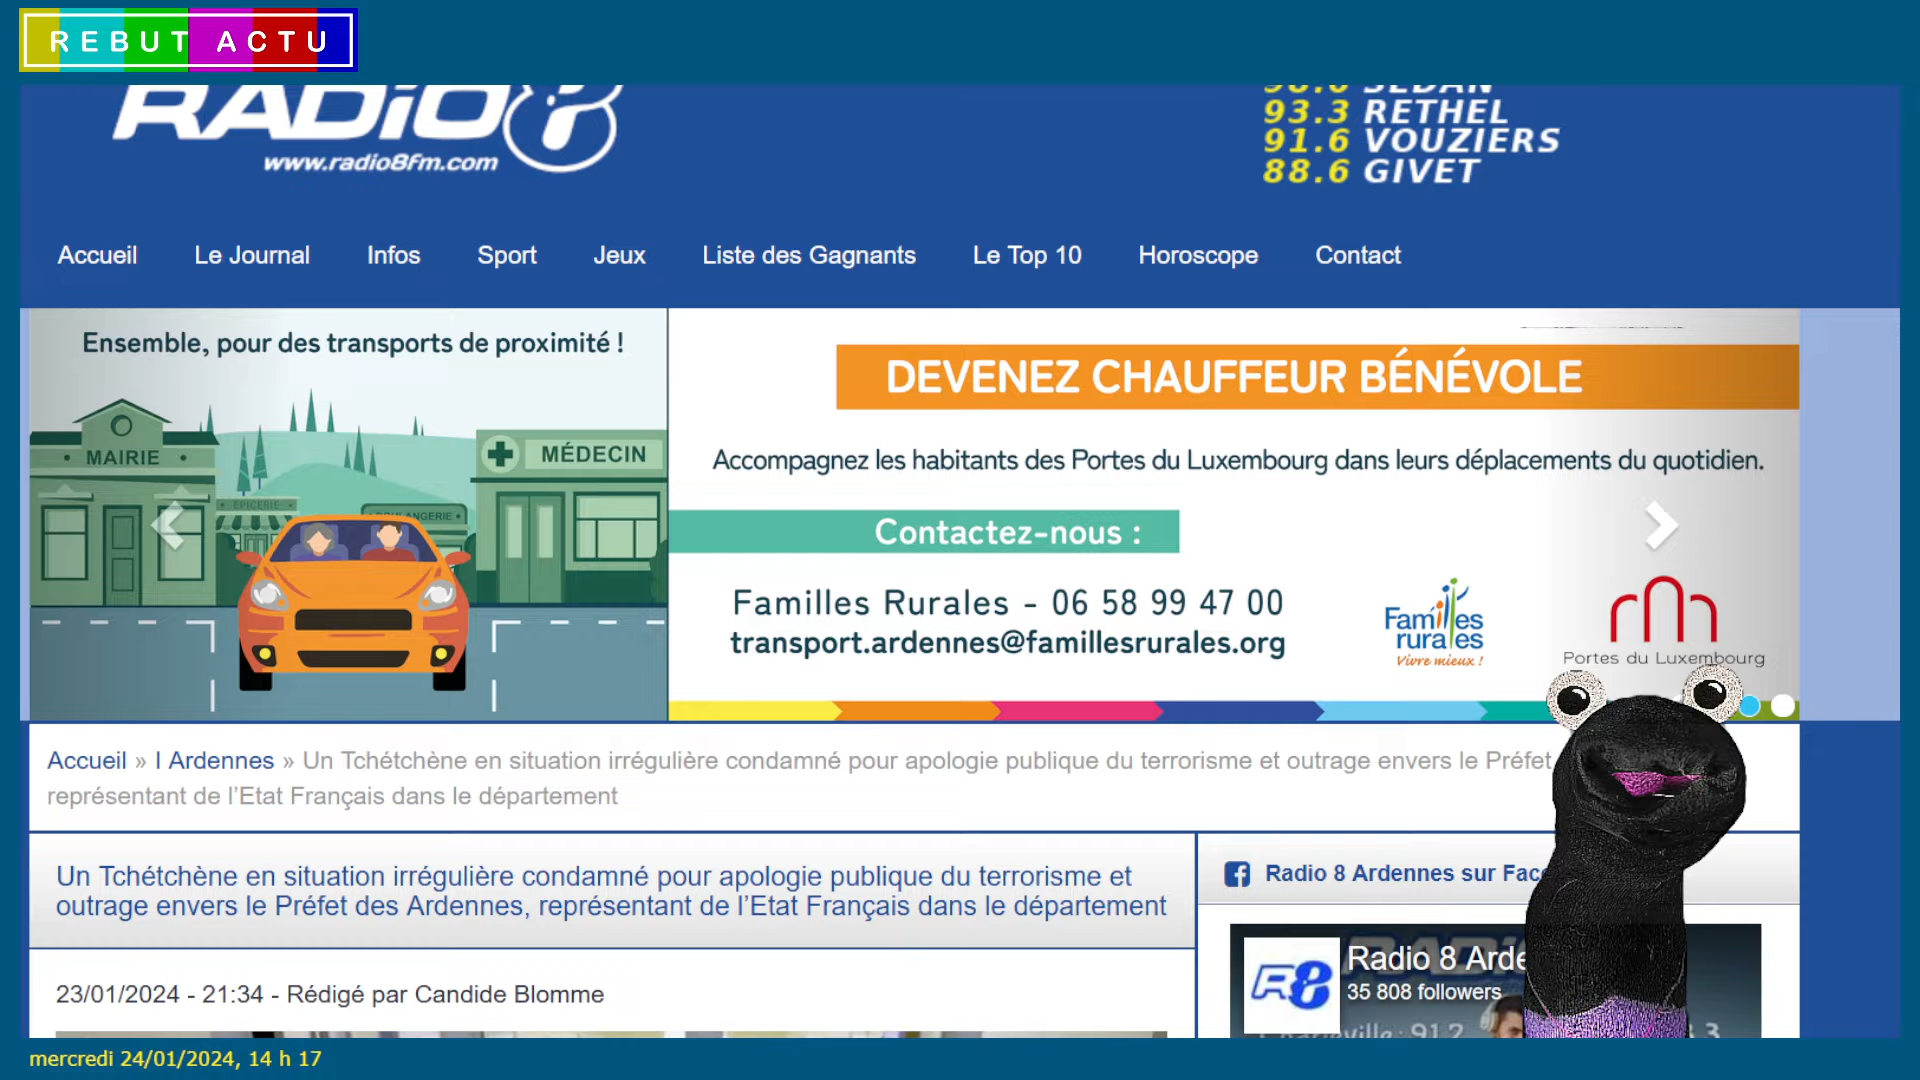 REBUT ACTU
RADiO8
www.radio8fm.com
98.6 SEDAN
93.3 RETHEL
91.6 VOUZIERS
88.6 GIVET
Accueil Le Journal Infos Sport Jeux Liste des Gagnants Le Top 10 Horoscope Contact
Ensemble, pour des transports de proximité !
MAIRIE
ÉPICERIE
BOULANGERIE
MÉDECIN
DEVENEZ CHAUFFEUR BÉNÉVOLE
Accompagnez les habitants des Portes du Luxembourg dans leurs déplacements du quotidien.
Contactez-nous :
Familles Rurales - 06 58 99 47 00
transport.ardennes@famillesrurales.org
Familles
rurales
Vivre mieux !
Portes du Luxembourg
Accueil » I Ardennes » Un Tchétchène en situation irrégulière condamné pour apologie publique du terrorisme et outrage envers le Préfet
représentant de l’Etat Français dans le département
Un Tchétchène en situation irrégulière condamné pour apologie publique du terrorisme et
outrage envers le Préfet des Ardennes, représentant de l’Etat Français dans le département
23/01/2024 - 21:34 - Rédigé par Candide Blomme
Radio 8 Ardennes sur Fac
R8
Radio 8 Arde
35 808 followers
mercredi 24/01/2024, 14 h 17